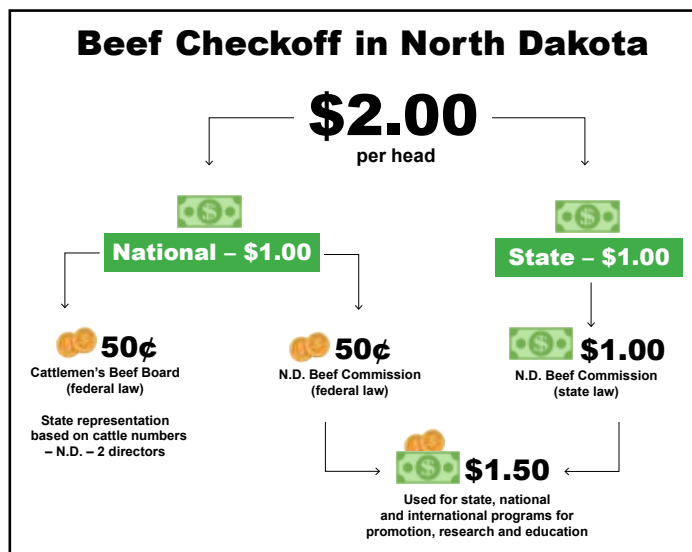 Beef Checkoff in North Dakota
$2.00
per head
National – $1.00
State – $1.00
50¢
Cattlemen's Beef Board
(federal law)
State representation
based on cattle numbers
– N.D. – 2 directors
50¢
N.D. Beef Commission
(federal law)
$1.00
N.D. Beef Commission
(state law)
$1.50
Used for state, national
and international programs for
promotion, research and education